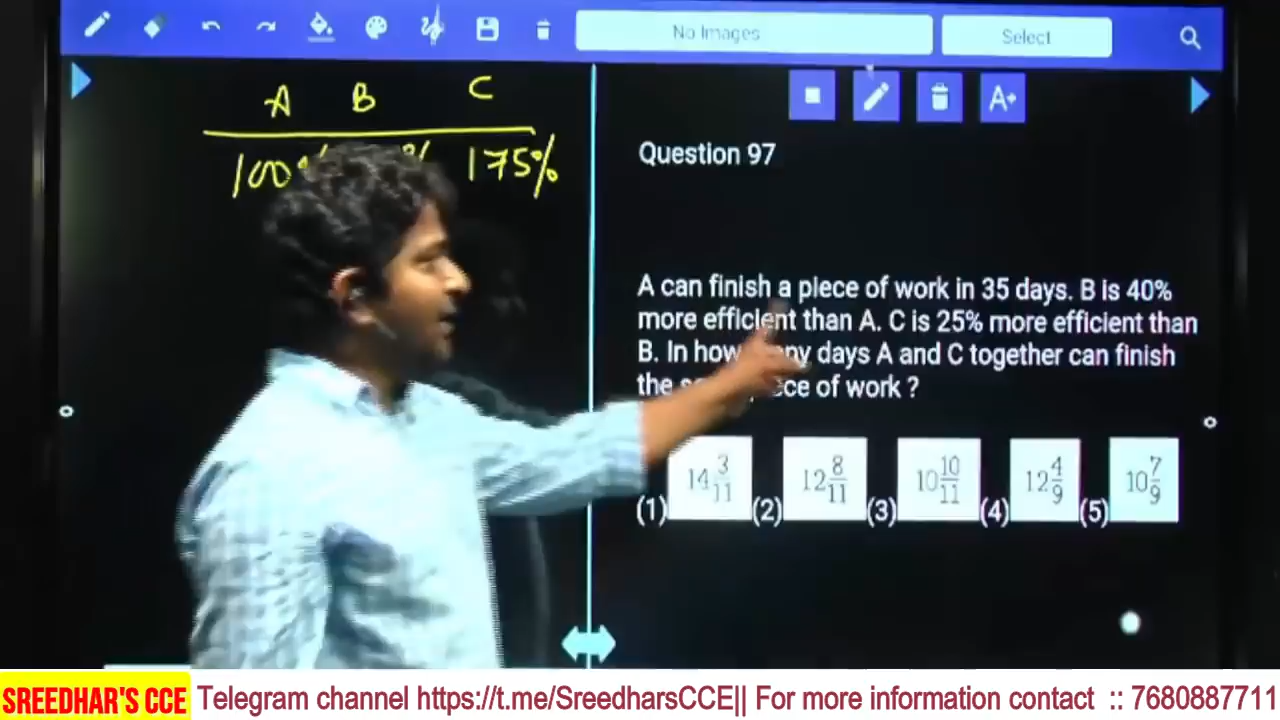 No Images
Select
A B C
A+
100% % 175%
Question 97
A can finish a piece of work in 35 days. B is 40%
more efficient than A. C is 25% more efficient than
B. In how days A and C together can finish
the of work ?
(1) 14 3/11 (2) 12 8/11 (3) 10 10/11 (4) 12 4/9 (5) 10 7/9
SREEDHAR'S CCE Telegram channel https://t.me/SreedharsCCE|| For more information contact :: 7680887711